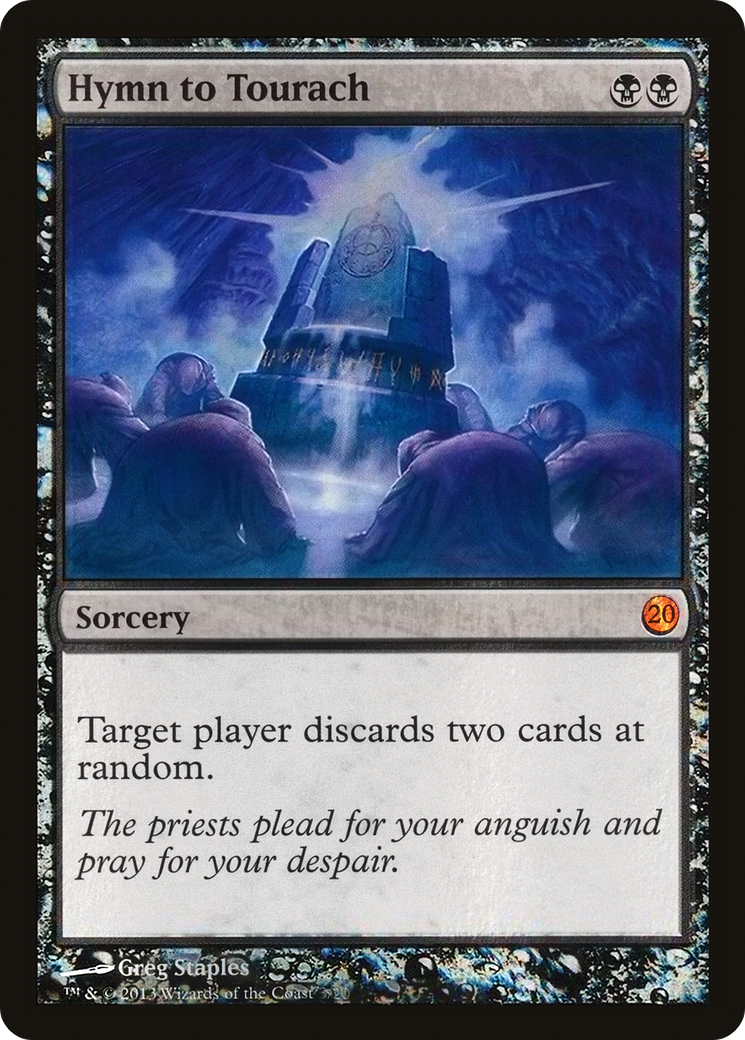 Hymn to Tourach
Sorcery
20
Target player discards two cards at
random.
The priests plead for your anguish and
pray for your despair.
Greg Staples
™ & © 2013 Wizards of the Coast